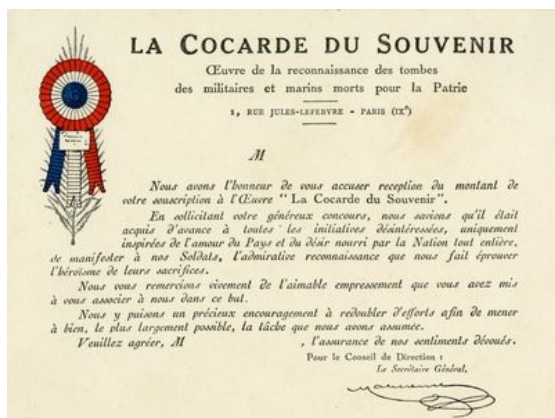 LA COCARDE DU SOUVENIR
Œuvre de la reconnaissance des tombes
des militaires et marins morts pour la Patrie
1, RUE JULES-LEFEBVRE - PARIS (IXᵉ)
M
Nous avons l'honneur de vous accuser reception du montant de
votre souscription à l'Œuvre "La Cocarde du Souvenir".
En sollicitant votre généreux concours, nous savions qu'il était
acquis d'avance à toutes les initiatives désintéressées, uniquement
inspirées de l'amour du Pays et du désir nourri par la Nation tout entière,
de manifester à nos Soldats, l'admirative reconnaissance que nous fait éprouver
l'héroïsme de leurs sacrifices.
Nous vous remercions vivement de l'aimable empressement que vous avez mis
à vous associer à nous dans ce but.
Nous y puisons un précieux encouragement à redoubler d'efforts afin de mener
à bien, le plus largement possible, la tâche que nous avons assumée.
Veuillez agréer, M , l'assurance de nos sentiments dévoués.
Pour le Conseil de Direction :
Le Secrétaire Général,